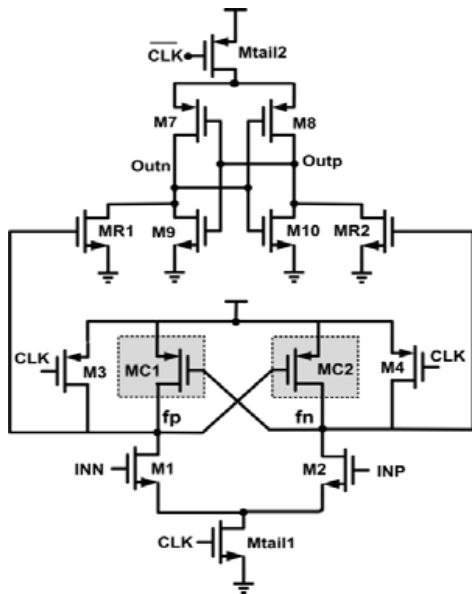 CLK
Mtail2
M7
M8
Outn
Outp
MR1
M9
M10
MR2
CLK
M3
MC1
MC2
M4
CLK
fp
fn
INN
M1
M2
INP
CLK
Mtail1